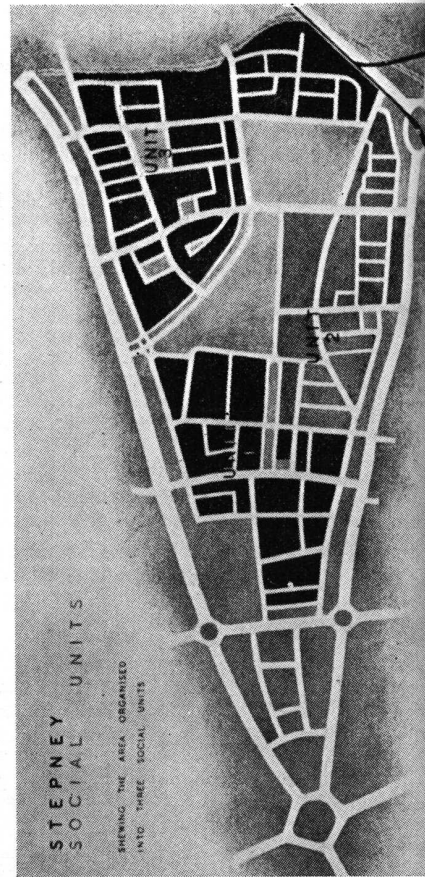 STEPNEY
SOCIAL UNITS
SHEWING THE AREA ORGANISED
INTO THREE SOCIAL UNITS
UNIT
3
UNIT
2
UNIT
1